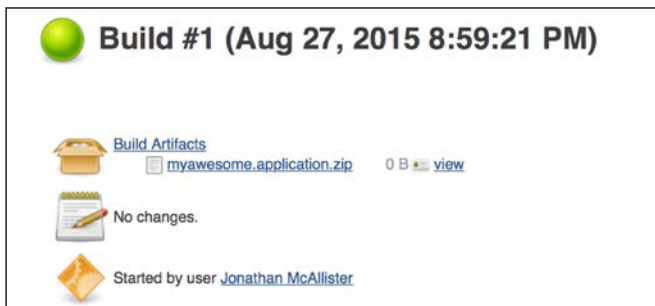 Build #1 (Aug 27, 2015 8:59:21 PM)
Build Artifacts
myawesome.application.zip 0 B view
No changes.
Started by user Jonathan McAllister